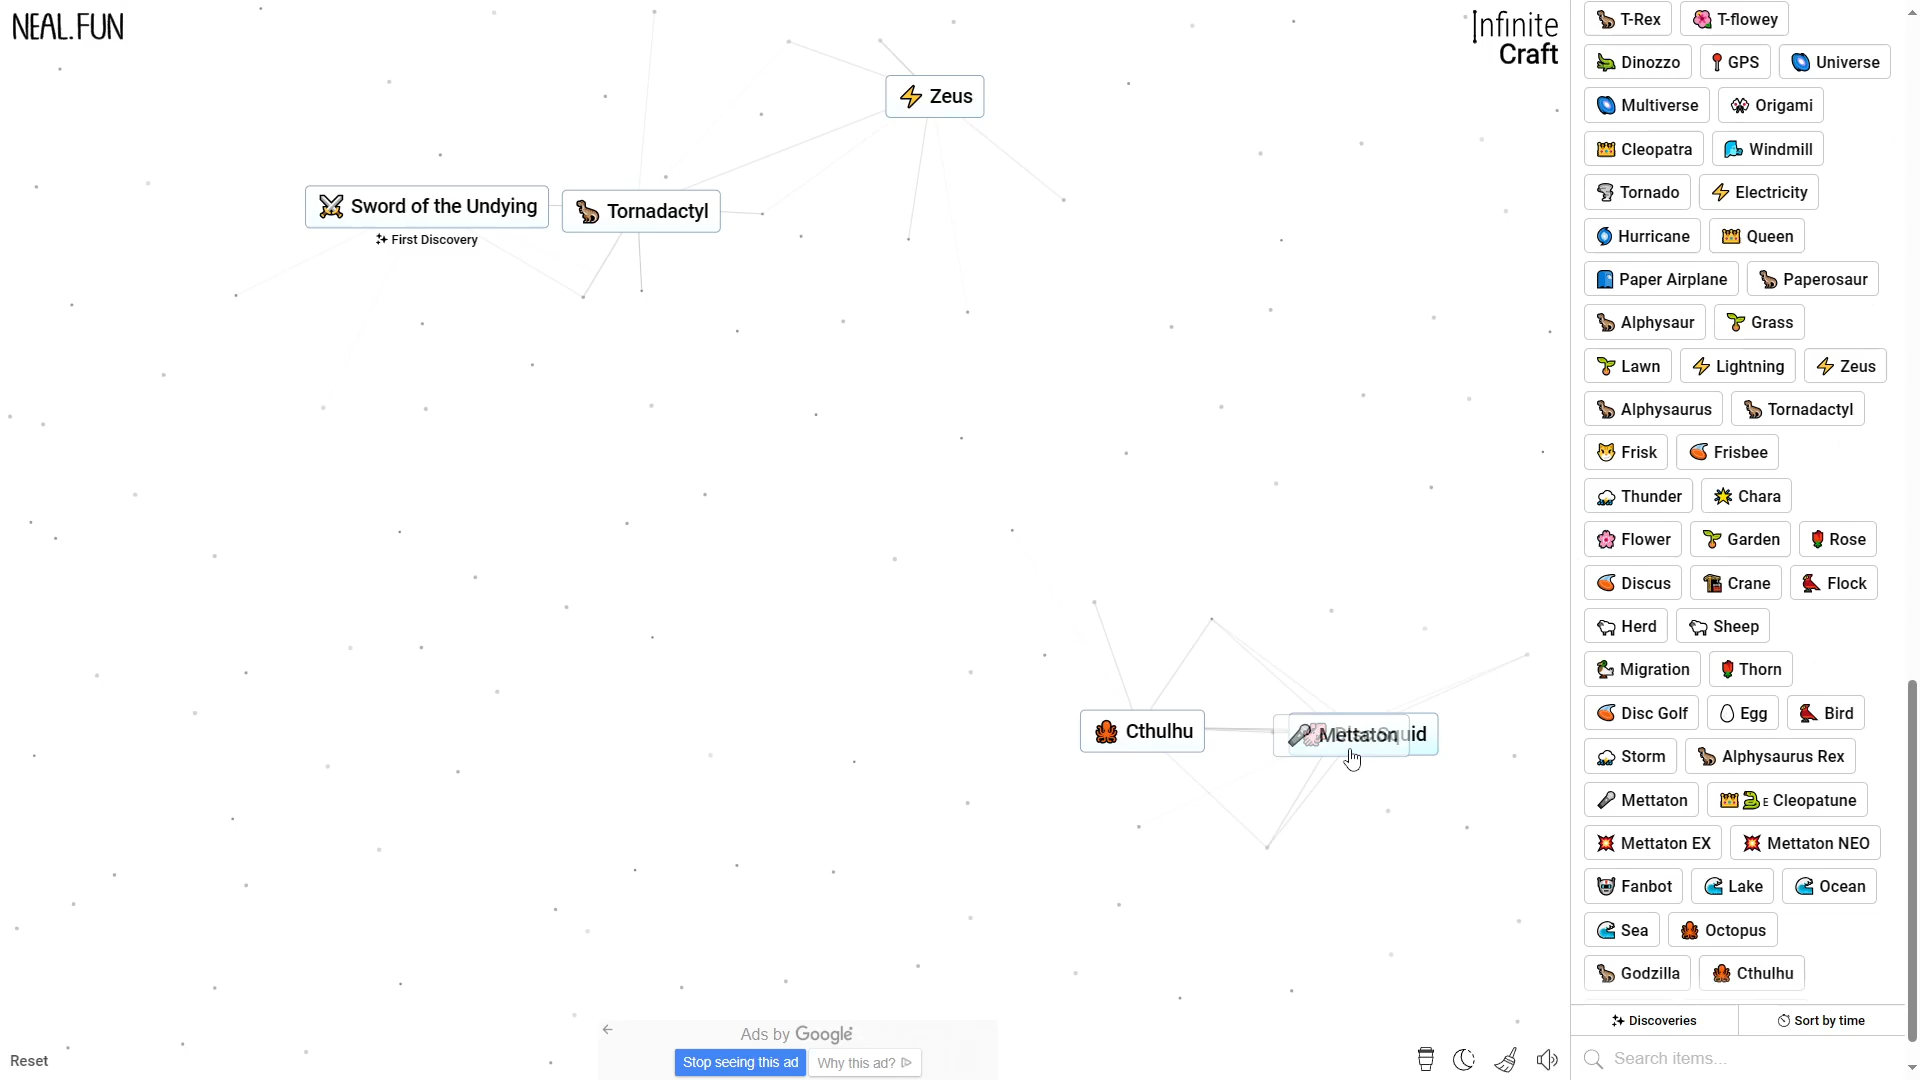 NEAL.FUN
Infinite
Craft
Zeus
Sword of the Undying
First Discovery
Tornadactyl
Cthulhu
Mettaton
uid
T-Rex
T-flowey
Dinozzo
GPS
Universe
Multiverse
Origami
Cleopatra
Windmill
Tornado
Electricity
Hurricane
Queen
Paper Airplane
Paperosaur
Alphysaur
Grass
Lawn
Lightning
Zeus
Alphysaurus
Tornadactyl
Frisk
Frisbee
Thunder
Chara
Flower
Garden
Rose
Discus
Crane
Flock
Herd
Sheep
Migration
Thorn
Disc Golf
Egg
Bird
Storm
Alphysaurus Rex
Mettaton
E Cleopatune
Mettaton EX
Mettaton NEO
Fanbot
Lake
Ocean
Sea
Octopus
Godzilla
Cthulhu
Discoveries
Sort by time
Search items...
Ads by Google
Stop seeing this ad
Why this ad?
Reset